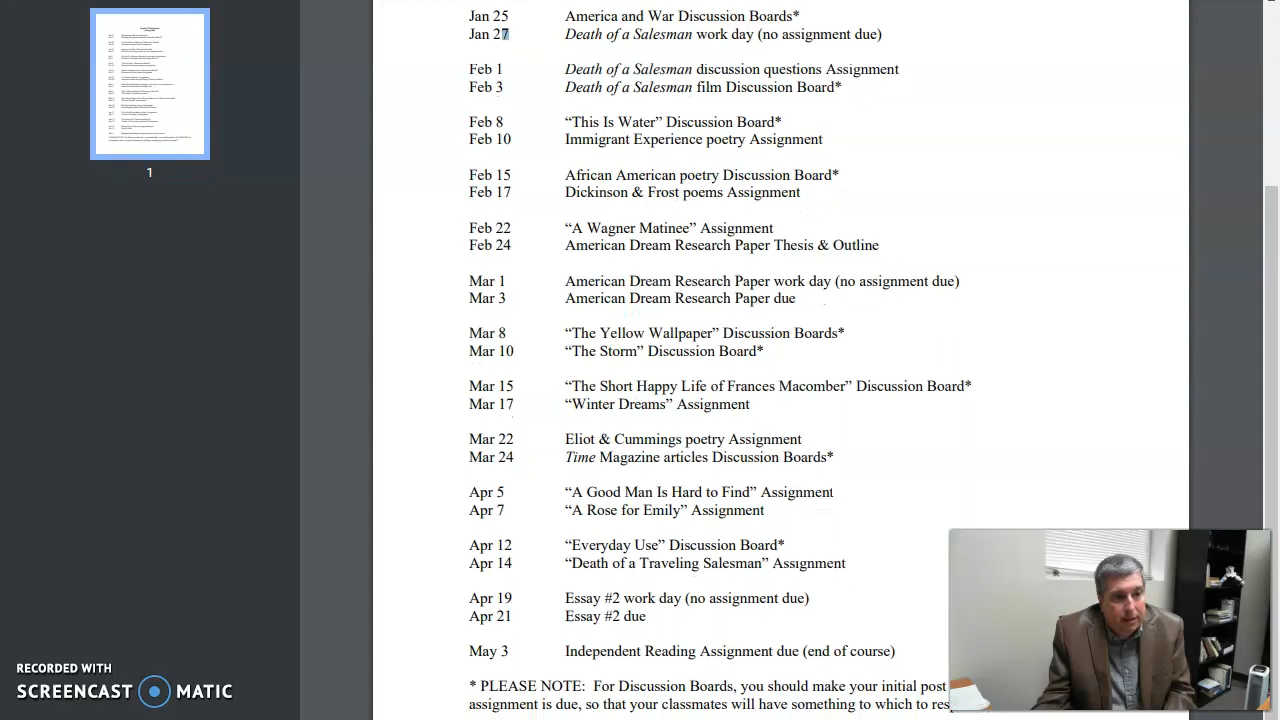 Jan 25 America and War Discussion Boards*
Jan 27 Death of a Salesman work day (no assignment due)
Feb 1 Death of a Salesman discussion question assignment
Feb 3 Death of a Salesman film Discussion Board*
Feb 8 “This Is Water” Discussion Board*
Feb 10 Immigrant Experience poetry Assignment
Feb 15 African American poetry Discussion Board*
Feb 17 Dickinson & Frost poems Assignment
Feb 22 “A Wagner Matinee” Assignment
Feb 24 American Dream Research Paper Thesis & Outline
Mar 1 American Dream Research Paper work day (no assignment due)
Mar 3 American Dream Research Paper due
Mar 8 “The Yellow Wallpaper” Discussion Boards*
Mar 10 “The Storm” Discussion Board*
Mar 15 “The Short Happy Life of Frances Macomber” Discussion Board*
Mar 17 “Winter Dreams” Assignment
Mar 22 Eliot & Cummings poetry Assignment
Mar 24 Time Magazine articles Discussion Boards*
Apr 5 “A Good Man Is Hard to Find” Assignment
Apr 7 “A Rose for Emily” Assignment
Apr 12 “Everyday Use” Discussion Board*
Apr 14 “Death of a Traveling Salesman” Assignment
Apr 19 Essay #2 work day (no assignment due)
Apr 21 Essay #2 due
May 3 Independent Reading Assignment due (end of course)
* PLEASE NOTE: For Discussion Boards, you should make your initial post
assignment is due, so that your classmates will have something to which to
1
RECORDED WITH
SCREENCAST MATIC